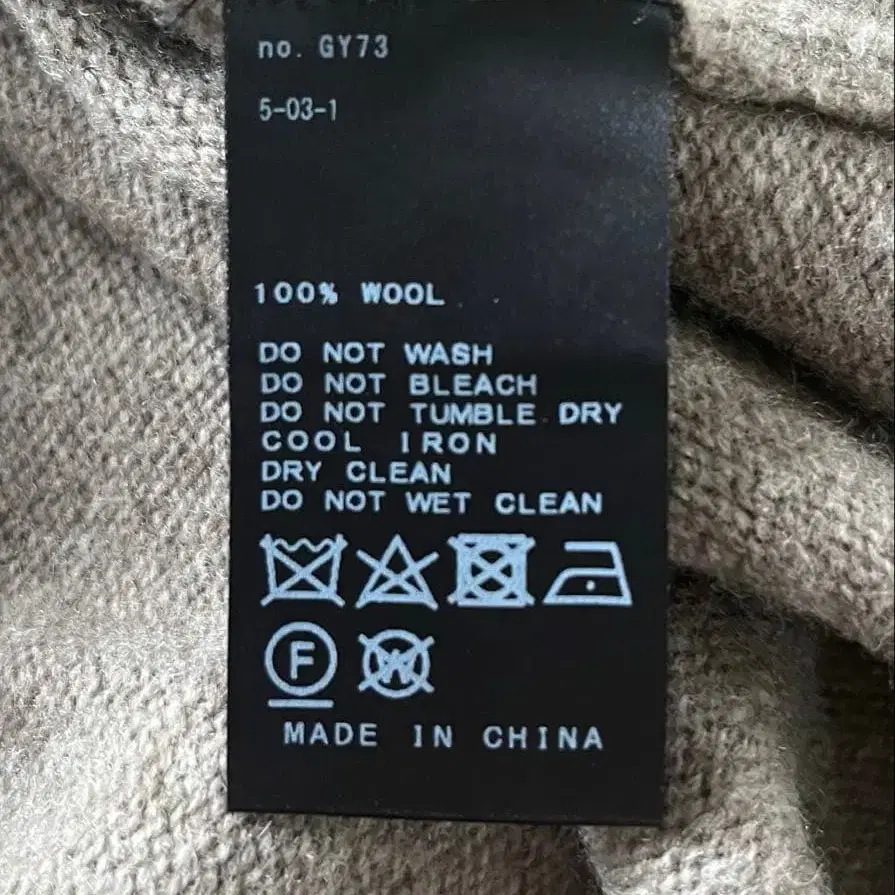 no. GY73
5-03-1
100% WOOL
DO NOT WASH
DO NOT BLEACH
DO NOT TUMBLE DRY
COOL IRON
DRY CLEAN
DO NOT WET CLEAN
F W
MADE IN CHINA